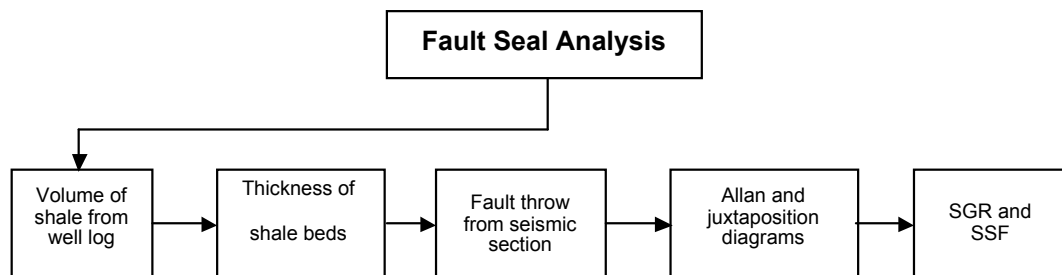 Fault Seal Analysis
Volume of
shale from
well log
Thickness of
shale beds
Fault throw
from seismic
section
Allan and
juxtaposition
diagrams
SGR and
SSF